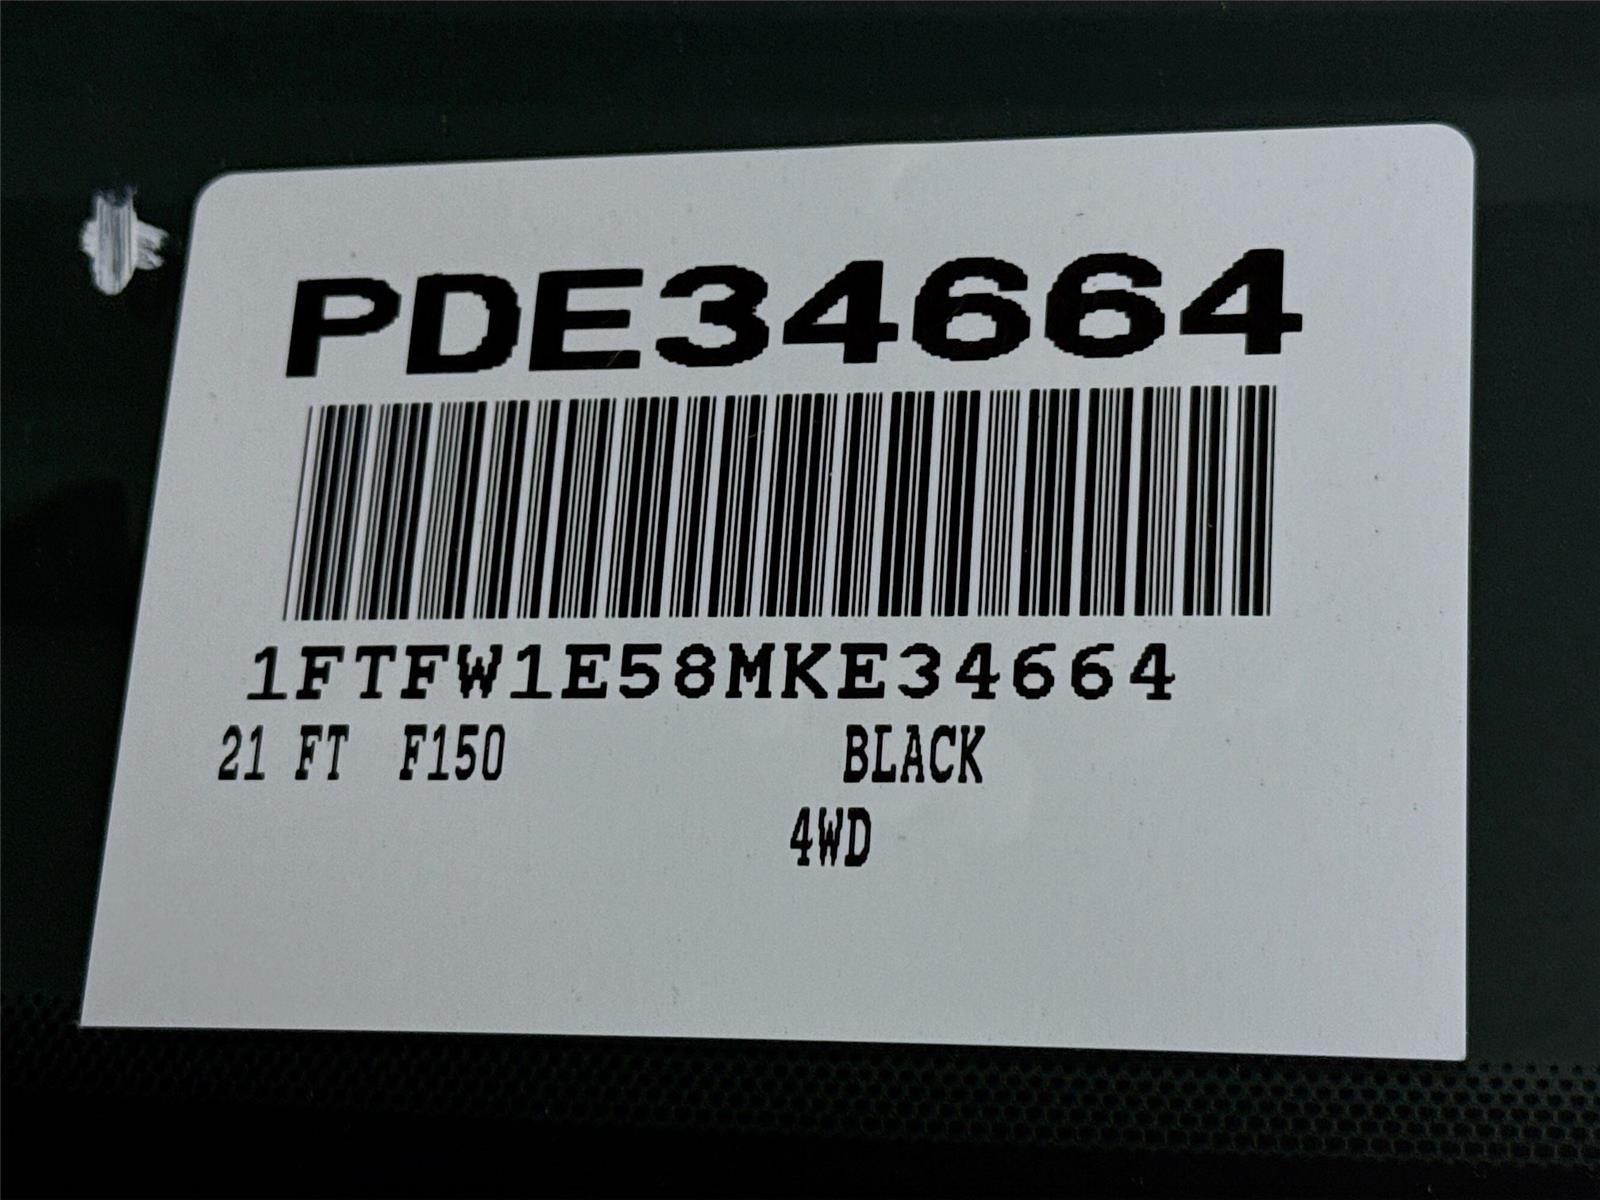 PDE34664
1FTFW1E58MKE34664
21 FT F150 BLACK
4WD